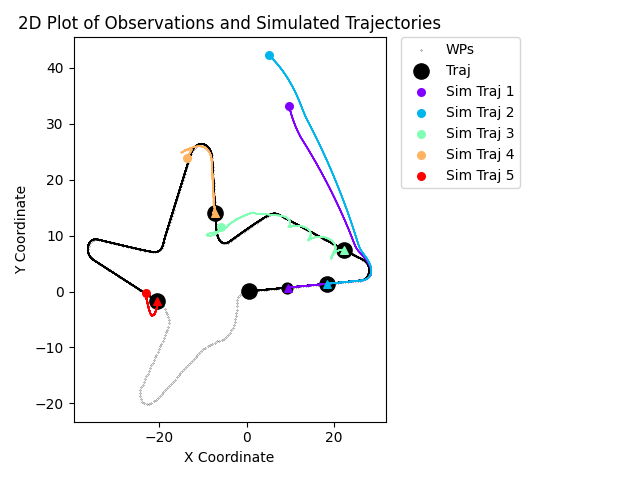 2D Plot of Observations and Simulated Trajectories
40
30
20
10
0
−10
−20
Y Coordinate
−20
0
20
X Coordinate
WPs
Traj
Sim Traj 1
Sim Traj 2
Sim Traj 3
Sim Traj 4
Sim Traj 5